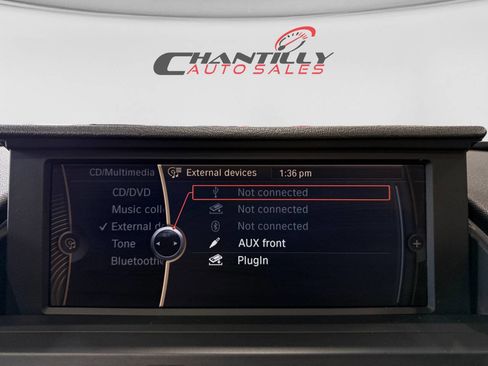 CHANTILLY
AUTO SALES
CD/Multimedia External devices 1:36 pm
CD/DVD Not connected
Music coll Not connected
External d Not connected
Tone AUX front
Bluetooth PlugIn